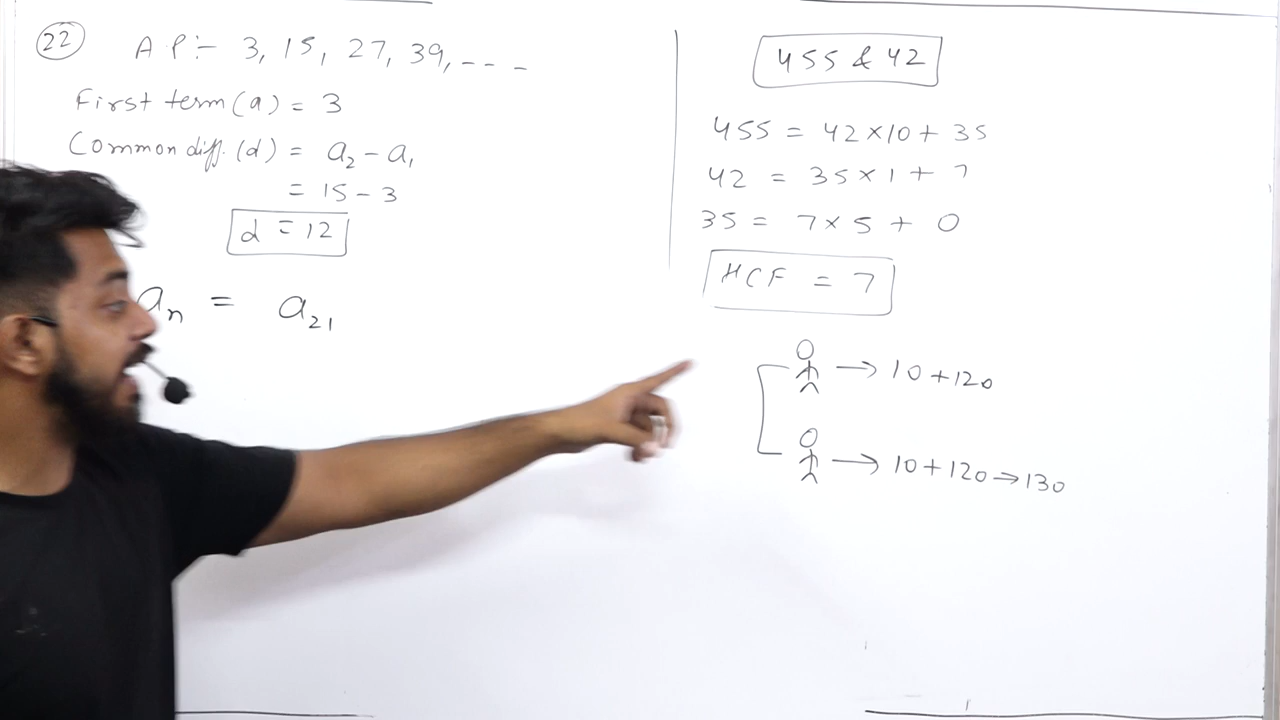 22 AP:- 3, 15, 27, 39, - - -
First term (a) = 3
Common diff. (d) = a₂ - a₁
= 15 - 3
d = 12
aₙ = a₂₁
455 & 42
455 = 42 × 10 + 35
42 = 35 × 1 + 7
35 = 7 × 5 + 0
HCF = 7
→ 10 + 120
→ 10 + 120 → 130